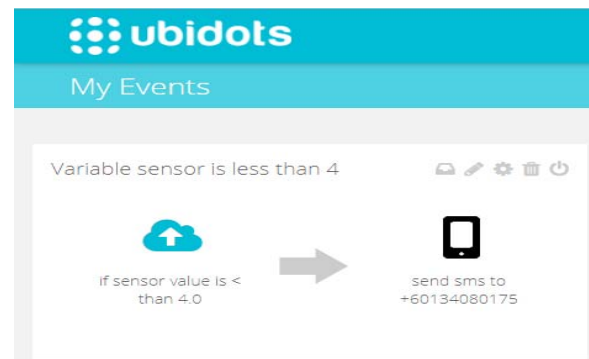 ubidots
My Events
Variable sensor is less than 4
if sensor value is <
than 4.0
send sms to
+60134080175